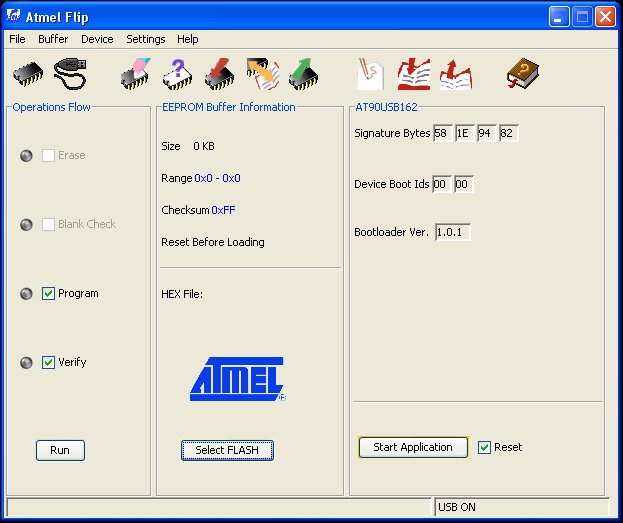 Atmel Flip
File Buffer Device Settings Help
Operations Flow
Erase
Blank Check
Program
Verify
Run
EEPROM Buffer Information
Size 0 KB
Range 0x0 - 0x0
Checksum 0xFF
Reset Before Loading
HEX File:
ATMEL®
Select FLASH
AT90USB162
Signature Bytes 58 1E 94 82
Device Boot Ids 00 00
Bootloader Ver. 1.0.1
Start Application Reset
USB ON